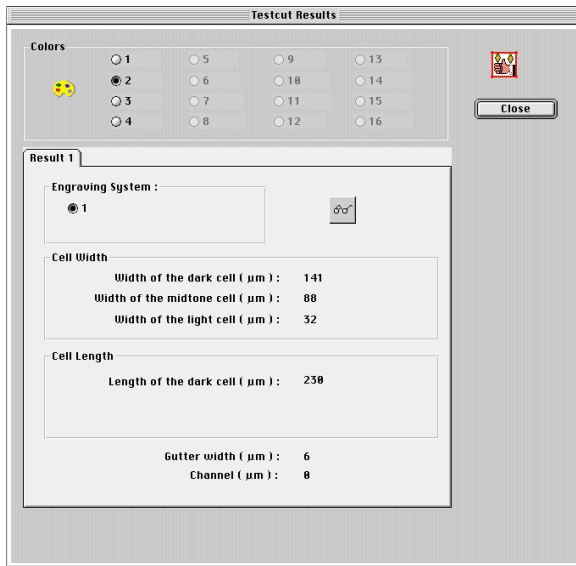 Testcut Results
Colors
1 5 9 13
2 6 10 14
3 7 11 15
4 8 12 16
Close
Result 1
Engraving System :
1
Cell Width
Width of the dark cell ( µm ) : 141
Width of the midtone cell ( µm ) : 88
Width of the light cell ( µm ) : 32
Cell Length
Length of the dark cell ( µm ) : 230
Gutter width ( µm ) : 6
Channel ( µm ) : 0